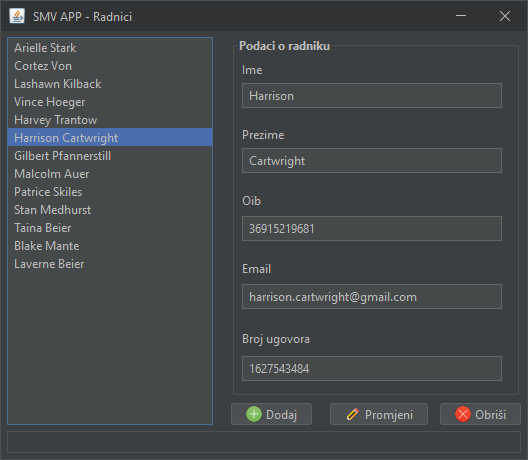 SMV APP - Radnici
Arielle Stark
Cortez Von
Lashawn Kilback
Vince Hoeger
Harvey Trantow
Harrison Cartwright
Gilbert Pfannerstill
Malcolm Auer
Patrice Skiles
Stan Medhurst
Taina Beier
Blake Mante
Laverne Beier
Podaci o radniku
Ime
Harrison
Prezime
Cartwright
Oib
36915219681
Email
harrison.cartwright@gmail.com
Broj ugovora
1627543484
Dodaj
Promjeni
Obriši